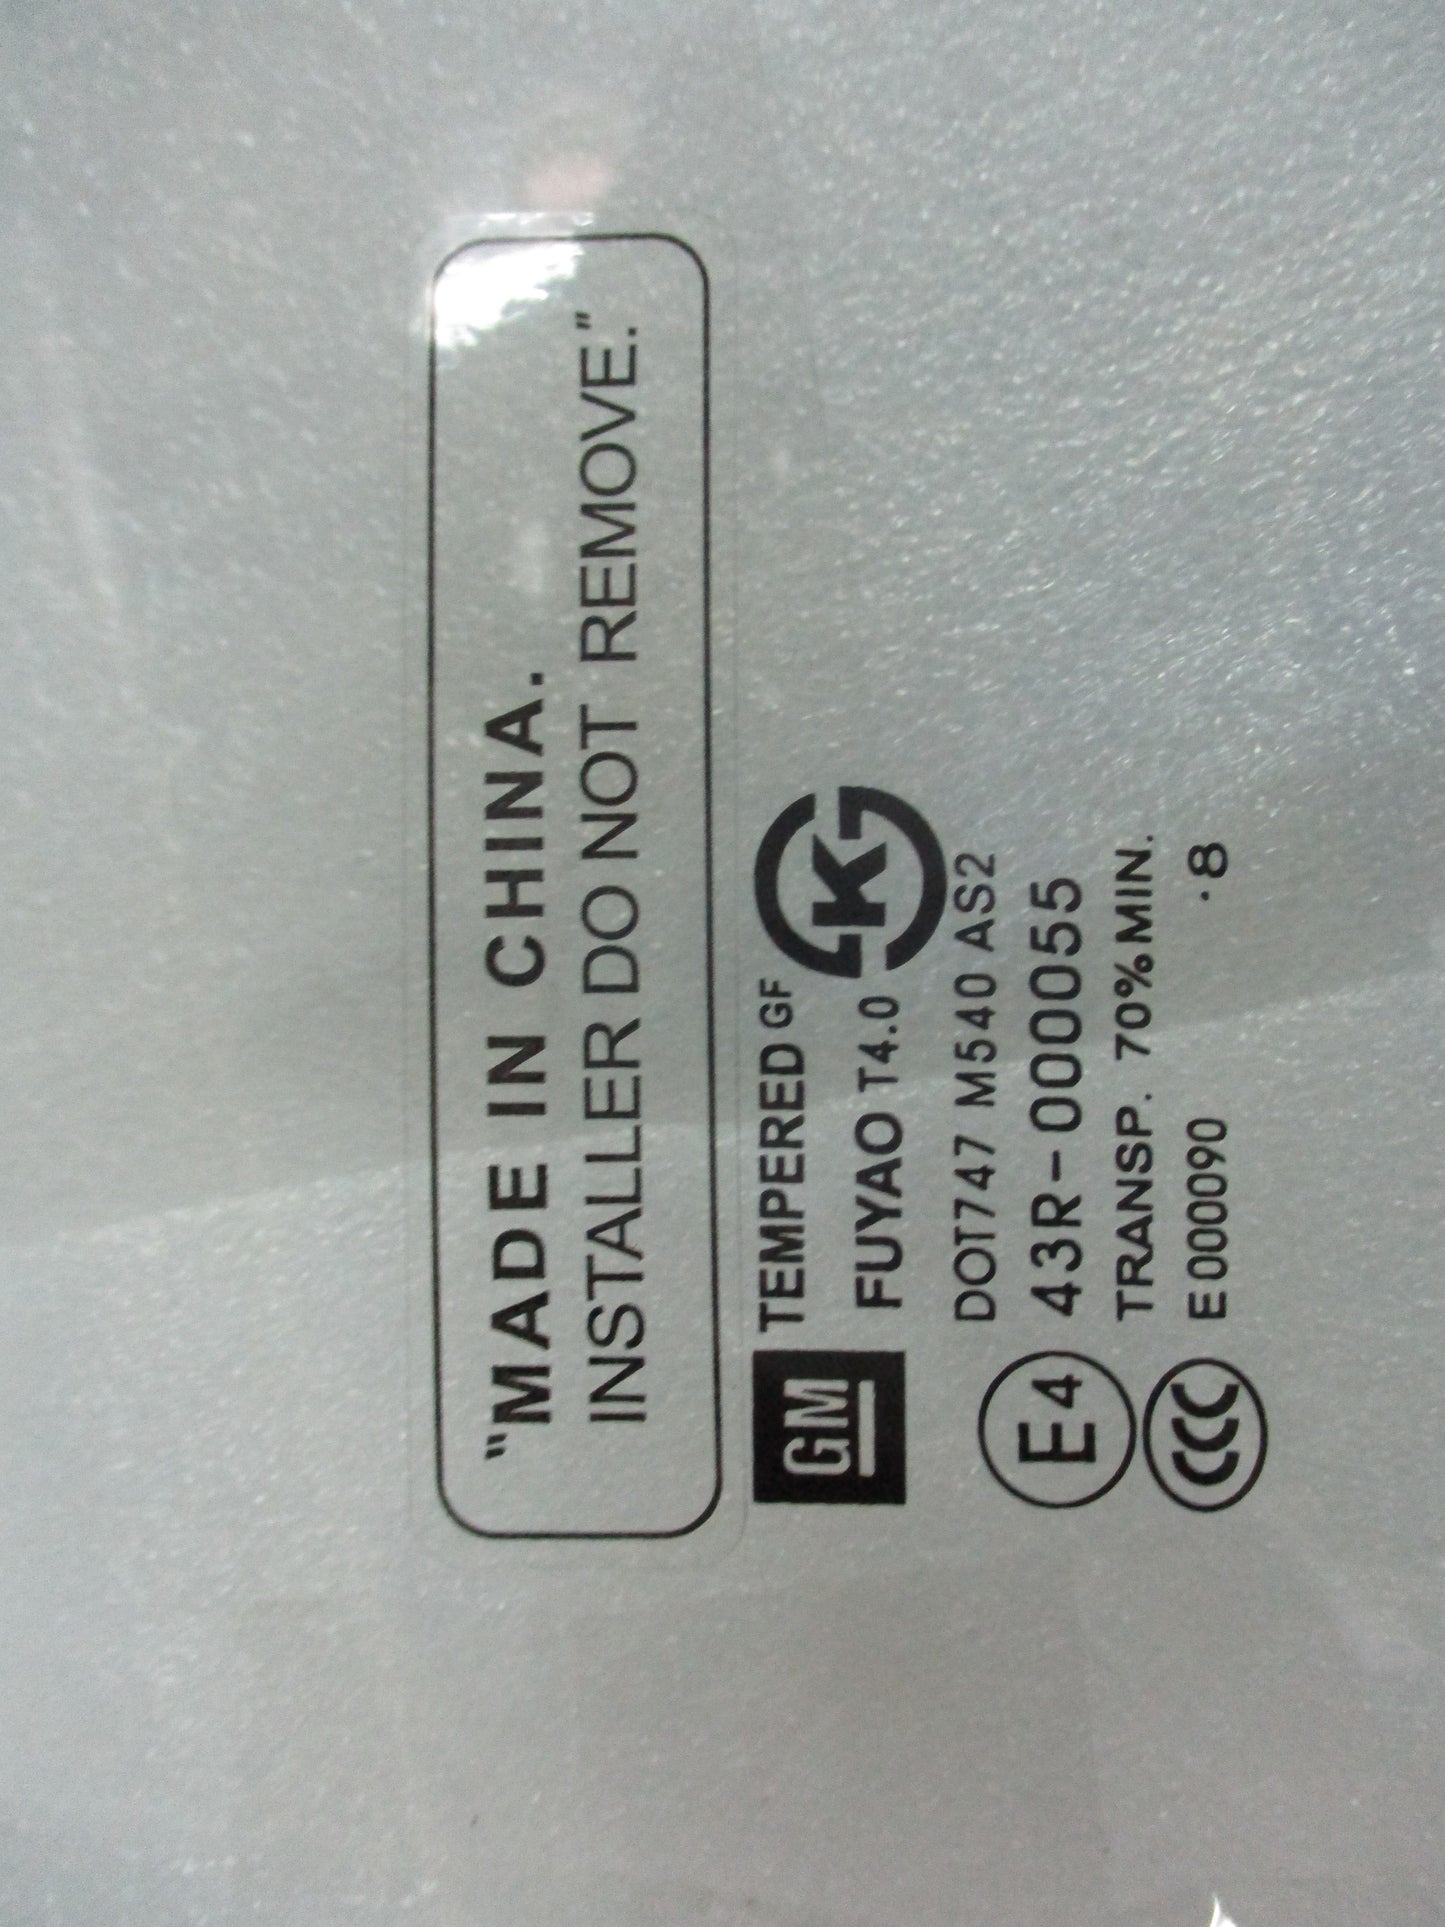 "MADE IN CHINA.
INSTALLER DO NOT REMOVE."
GM TEMPERED GF
FUYAO T4.0 K
DOT747 M540 AS2
E4 43R-000055
TRANSP. 70%MIN.
CCC E000090 .8